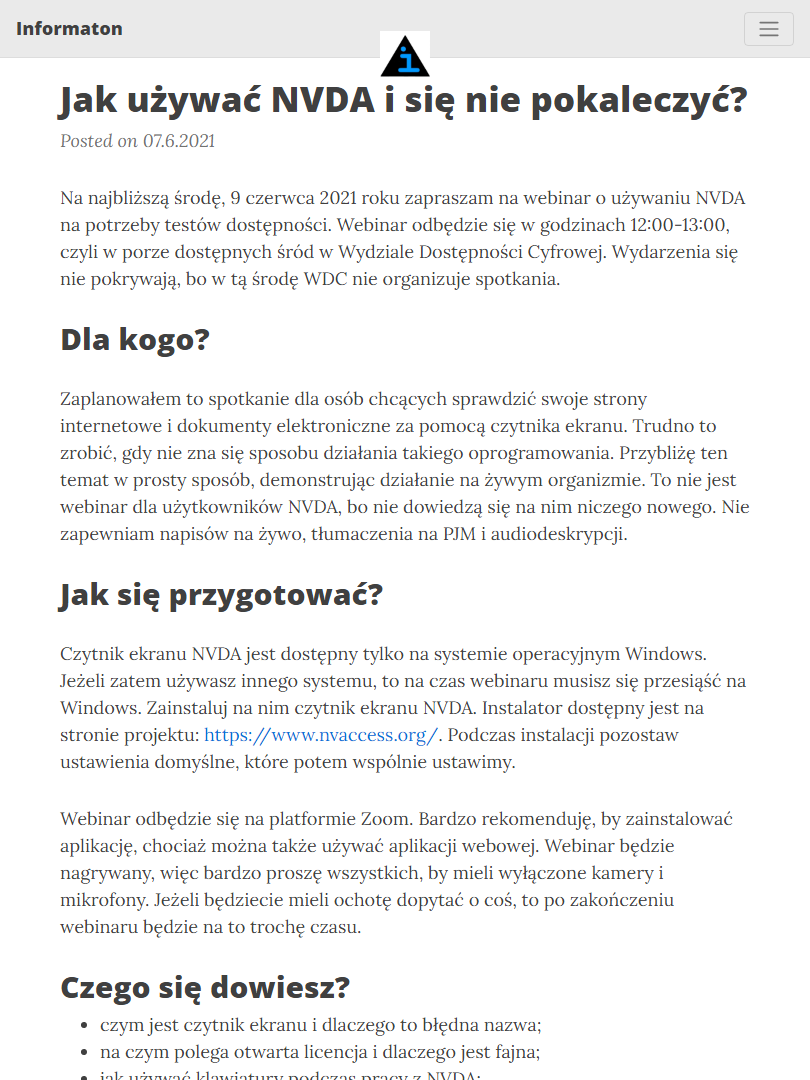 Informaton
i
Jak używać NVDA i się nie pokaleczyć?
Posted on 07.6.2021
Na najbliższą środę, 9 czerwca 2021 roku zapraszam na webinar o używaniu NVDA
na potrzeby testów dostępności. Webinar odbędzie się w godzinach 12:00-13:00,
czyli w porze dostępnych śród w Wydziale Dostępności Cyfrowej. Wydarzenia się
nie pokrywają, bo w tą środę WDC nie organizuje spotkania.
Dla kogo?
Zaplanowałem to spotkanie dla osób chcących sprawdzić swoje strony
internetowe i dokumenty elektroniczne za pomocą czytnika ekranu. Trudno to
zrobić, gdy nie zna się sposobu działania takiego oprogramowania. Przybliżę ten
temat w prosty sposób, demonstrując działanie na żywym organizmie. To nie jest
webinar dla użytkowników NVDA, bo nie dowiedzą się na nim niczego nowego. Nie
zapewniam napisów na żywo, tłumaczenia na PJM i audiodeskrypcji.
Jak się przygotować?
Czytnik ekranu NVDA jest dostępny tylko na systemie operacyjnym Windows.
Jeżeli zatem używasz innego systemu, to na czas webinaru musisz się przesiąść na
Windows. Zainstaluj na nim czytnik ekranu NVDA. Instalator dostępny jest na
stronie projektu: https://www.nvaccess.org/. Podczas instalacji pozostaw
ustawienia domyślne, które potem wspólnie ustawimy.
Webinar odbędzie się na platformie Zoom. Bardzo rekomenduję, by zainstalować
aplikację, chociaż można także używać aplikacji webowej. Webinar będzie
nagrywany, więc bardzo proszę wszystkich, by mieli wyłączone kamery i
mikrofony. Jeżeli będziecie mieli ochotę dopytać o coś, to po zakończeniu
webinaru będzie na to trochę czasu.
Czego się dowiesz?
czym jest czytnik ekranu i dlaczego to błędna nazwa;
na czym polega otwarta licencja i dlaczego jest fajna;
jak używać klawiatury podczas pracy z NVDA;